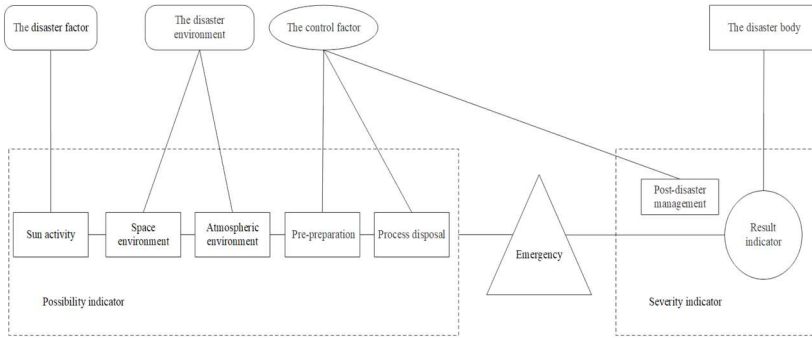 The disaster factor
The disaster
environment
The control factor
The disaster body
Post-disaster
management
Sun activity
Space
environment
Atmospheric
environment
Pre-preparation
Process disposal
Emergency
Result
indicator
Possibility indicator
Severity indicator